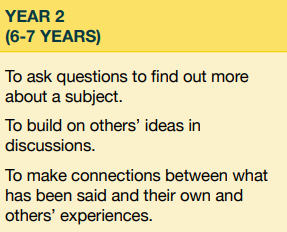 YEAR 2
(6-7 YEARS)
To ask questions to find out more
about a subject.
To build on others’ ideas in
discussions.
To make connections between what
has been said and their own and
others’ experiences.